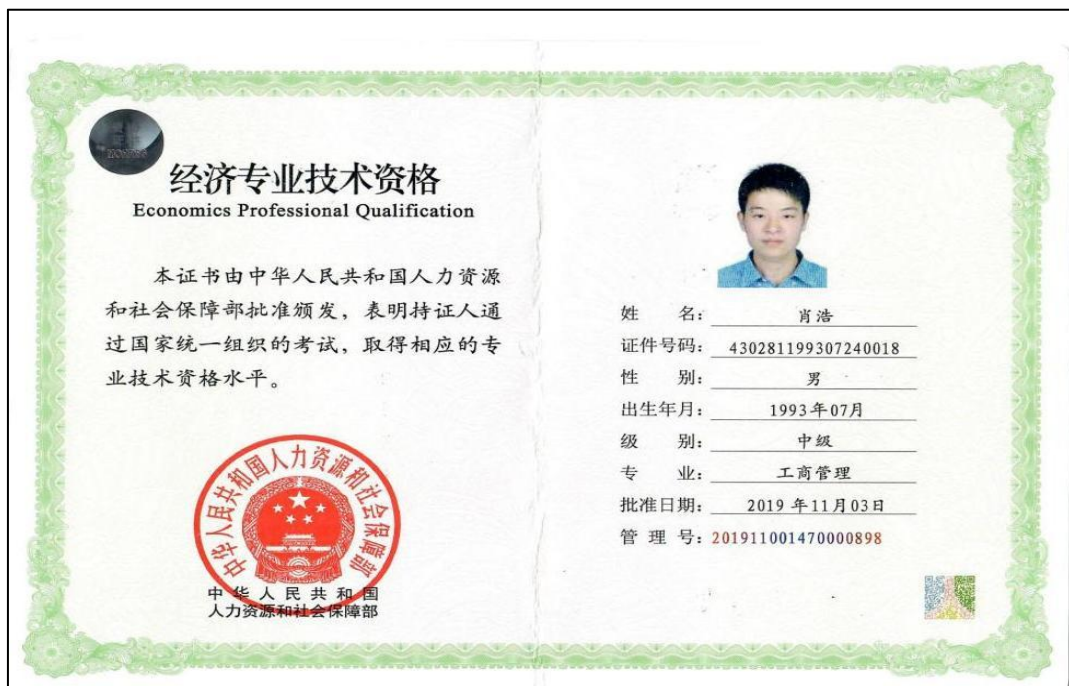 经济专业技术资格
Economics Professional Qualification
本证书由中华人民共和国人力资源
和社会保障部批准颁发，表明持证人通
过国家统一组织的考试，取得相应的专
业技术资格水平。
中华人民共和国人力资源和社会保障部
中华人民共和国
人力资源和社会保障部
姓 名： 肖浩
证件号码： 430281199307240018
性 别： 男
出生年月： 1993年07月
级 别： 中级
专 业： 工商管理
批准日期： 2019年11月03日
管 理 号：201911001470000898